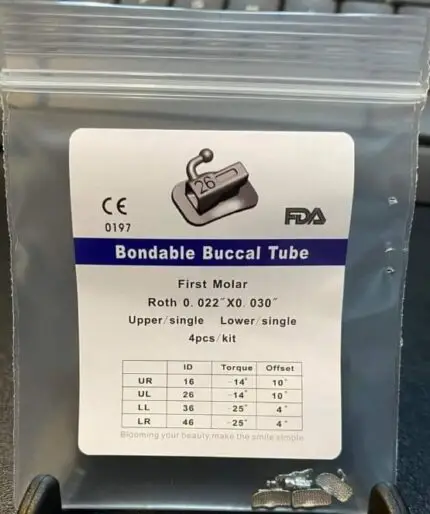 26
CE
0197
FDA
Bondable Buccal Tube
First Molar
Roth 0.022″X0.030″
Upper/single Lower/single
4pcs/kit
ID Torque Offset
UR 16 -14° 10°
UL 26 -14° 10°
LL 36 -25° 4°
LR 46 -25° 4°
Blooming your beauty,make the smile simple